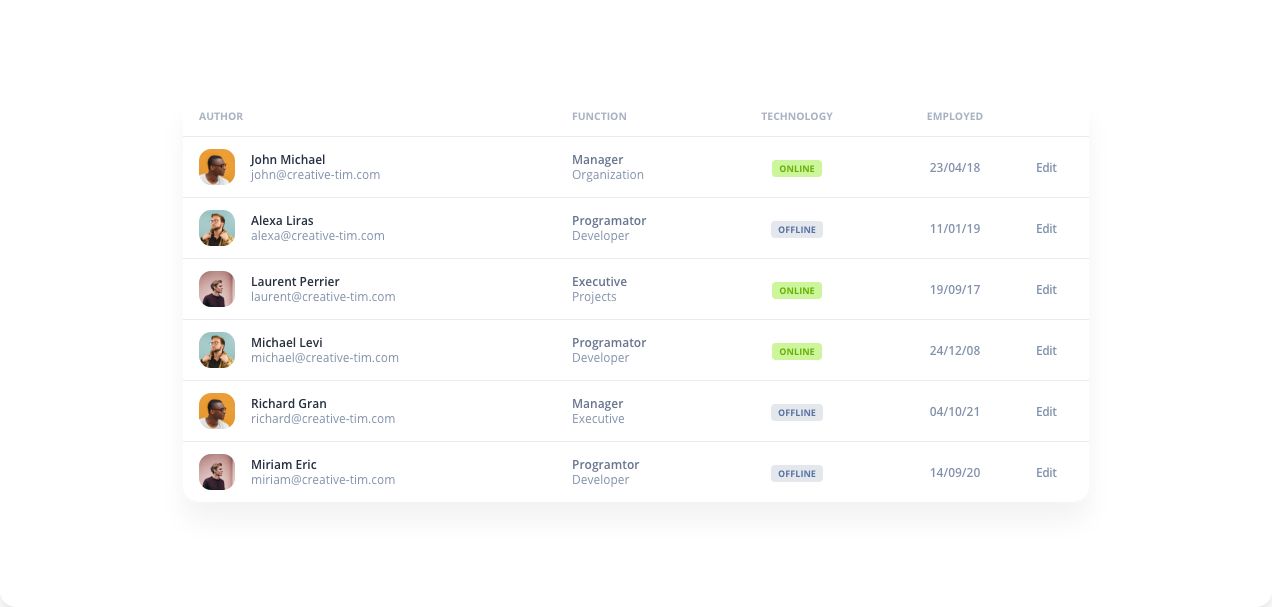 AUTHOR FUNCTION TECHNOLOGY EMPLOYED
John Michael Manager
john@creative-tim.com Organization
ONLINE 23/04/18 Edit
Alexa Liras Programator
alexa@creative-tim.com Developer
OFFLINE 11/01/19 Edit
Laurent Perrier Executive
laurent@creative-tim.com Projects
ONLINE 19/09/17 Edit
Michael Levi Programator
michael@creative-tim.com Developer
ONLINE 24/12/08 Edit
Richard Gran Manager
richard@creative-tim.com Executive
OFFLINE 04/10/21 Edit
Miriam Eric Programtor
miriam@creative-tim.com Developer
OFFLINE 14/09/20 Edit